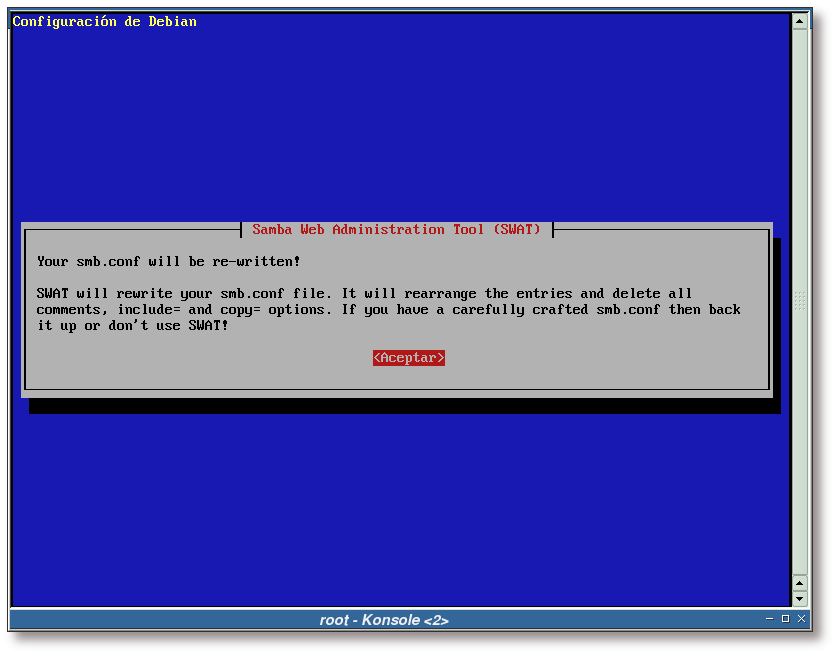 Configuración de Debian
Samba Web Administration Tool (SWAT)
Your smb.conf will be re-written!
SWAT will rewrite your smb.conf file. It will rearrange the entries and delete all
comments, include= and copy= options. If you have a carefully crafted smb.conf then back
it up or don't use SWAT!
<Aceptar>
root - Konsole <2>